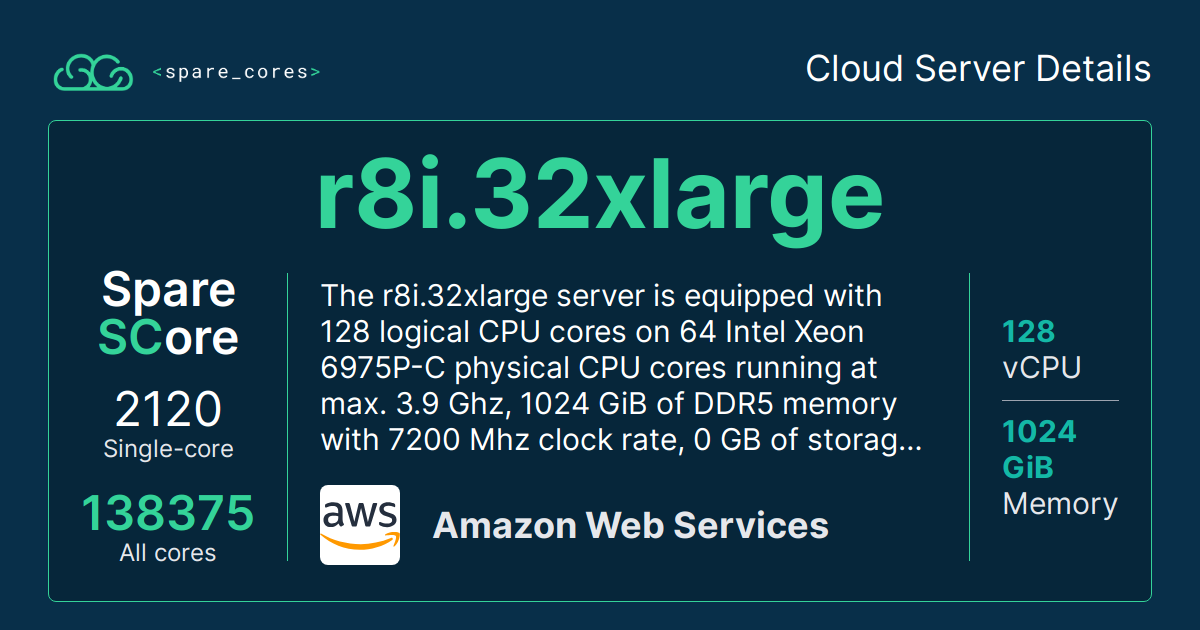 <spare_cores>
Cloud Server Details
r8i.32xlarge
Spare
SCore
2120
Single-core
138375
All cores
The r8i.32xlarge server is equipped with
128 logical CPU cores on 64 Intel Xeon
6975P-C physical CPU cores running at
max. 3.9 Ghz, 1024 GiB of DDR5 memory
with 7200 Mhz clock rate, 0 GB of storag...
aws
Amazon Web Services
128
vCPU
1024
GiB
Memory